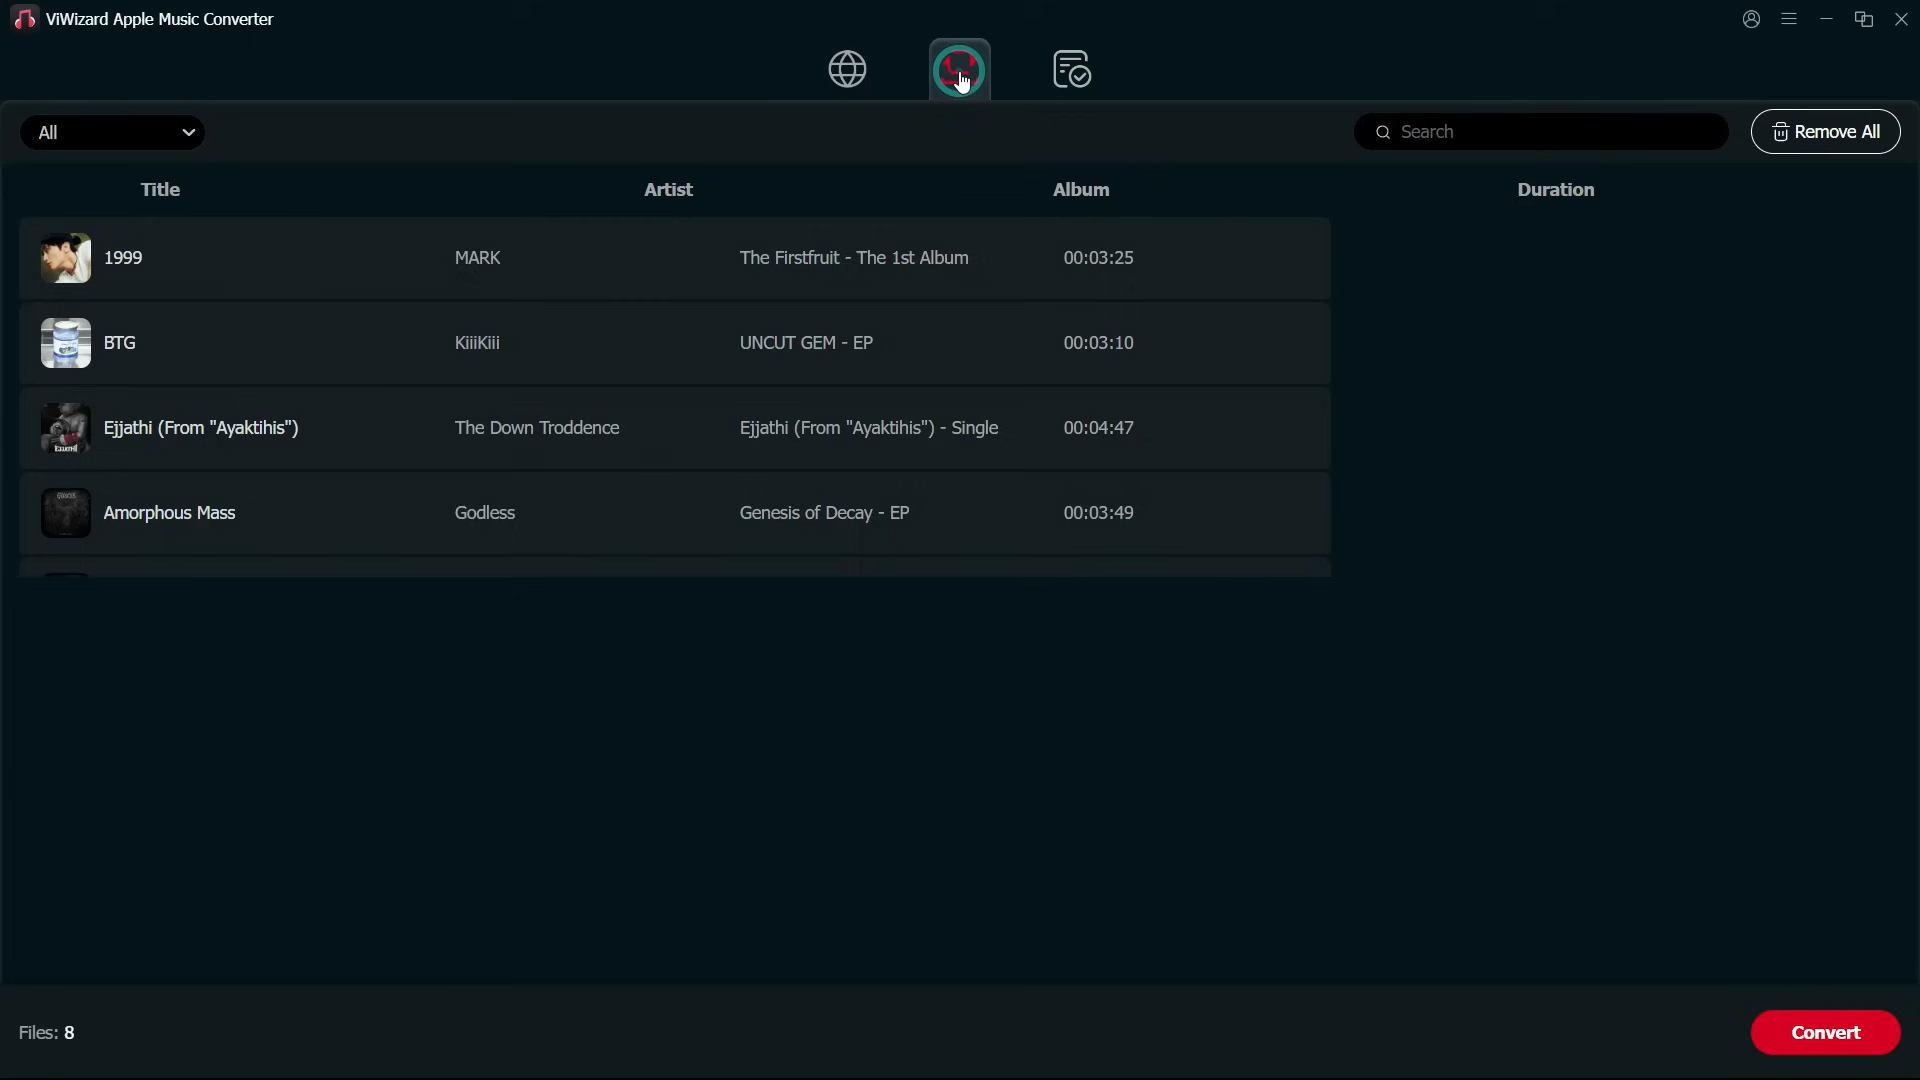 ViWizard Apple Music Converter
All
Search
Remove All
Title Artist Album Duration
1999 MARK The Firstfruit - The 1st Album 00:03:25
BTG KiiiKiii UNCUT GEM - EP 00:03:10
Ejjathi (From "Ayaktihis") The Down Troddence Ejjathi (From "Ayaktihis") - Single 00:04:47
Amorphous Mass Godless Genesis of Decay - EP 00:03:49
Files: 8
Convert